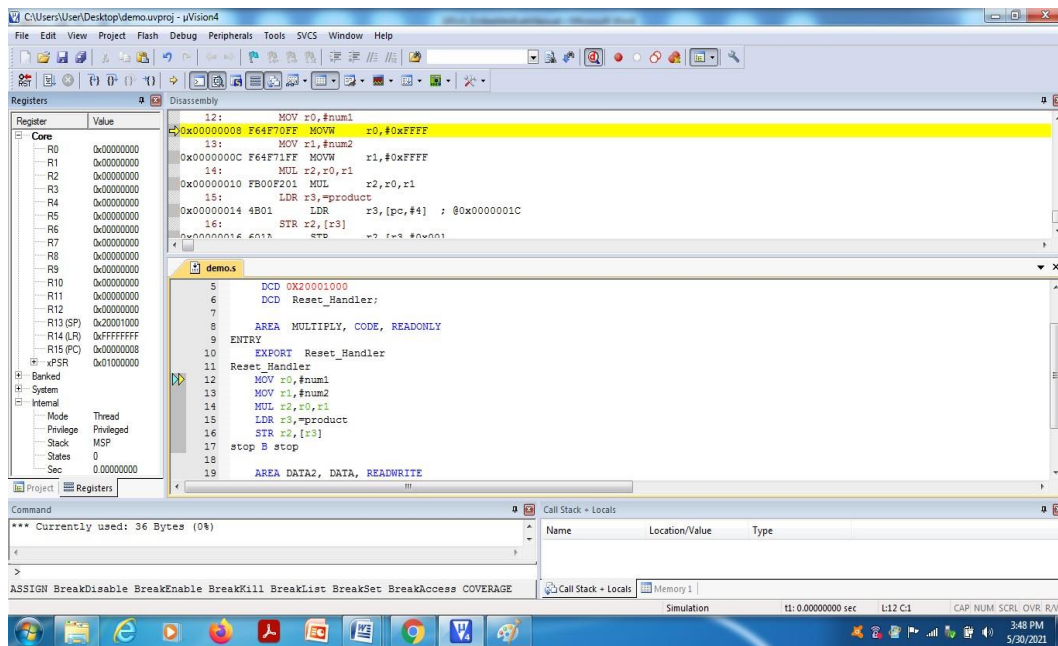 C:\Users\User\Desktop\demo.uvproj - µVision4
File Edit View Project Flash Debug Peripherals Tools SVCS Window Help
Registers
Register Value
Core
R0 0x00000000
R1 0x00000000
R2 0x00000000
R3 0x00000000
R4 0x00000000
R5 0x00000000
R6 0x00000000
R7 0x00000000
R8 0x00000000
R9 0x00000000
R10 0x00000000
R11 0x00000000
R12 0x00000000
R13 (SP) 0x20001000
R14 (LR) 0xFFFFFFFF
R15 (PC) 0x00000008
xPSR 0x01000000
Banked
System
Internal
Mode Thread
Privilege Privileged
Stack MSP
States 0
Sec 0.00000000
Project Registers
Disassembly
12: MOV r0,#num1
0x00000008 F64F70FF MOVW r0,#0xFFFF
13: MOV r1,#num2
0x0000000C F64F71FF MOVW r1,#0xFFFF
14: MUL r2,r0,r1
0x00000010 FB00F201 MUL r2,r0,r1
15: LDR r3,=product
0x00000014 4B01 LDR r3,[pc,#4] ; @0x0000001C
16: STR r2,[r3]
0x00000016 601A STR r2,[r3,#0x00]
demo.s
5 DCD 0X20001000
6 DCD Reset_Handler;
7
8 AREA MULTIPLY, CODE, READONLY
9 ENTRY
10 EXPORT Reset_Handler
11 Reset_Handler
12 MOV r0,#num1
13 MOV r1,#num2
14 MUL r2,r0,r1
15 LDR r3,=product
16 STR r2,[r3]
17 stop B stop
18
19 AREA DATA2, DATA, READWRITE
Command
*** Currently used: 36 Bytes (0%)
>
ASSIGN BreakDisable BreakEnable BreakKill BreakList BreakSet BreakAccess COVERAGE
Call Stack + Locals
Name Location/Value Type
Call Stack + Locals Memory 1
Simulation t1: 0.00000000 sec L:12 C:1 CAP NUM SCRL OVR R/W
3:48 PM
5/30/2021